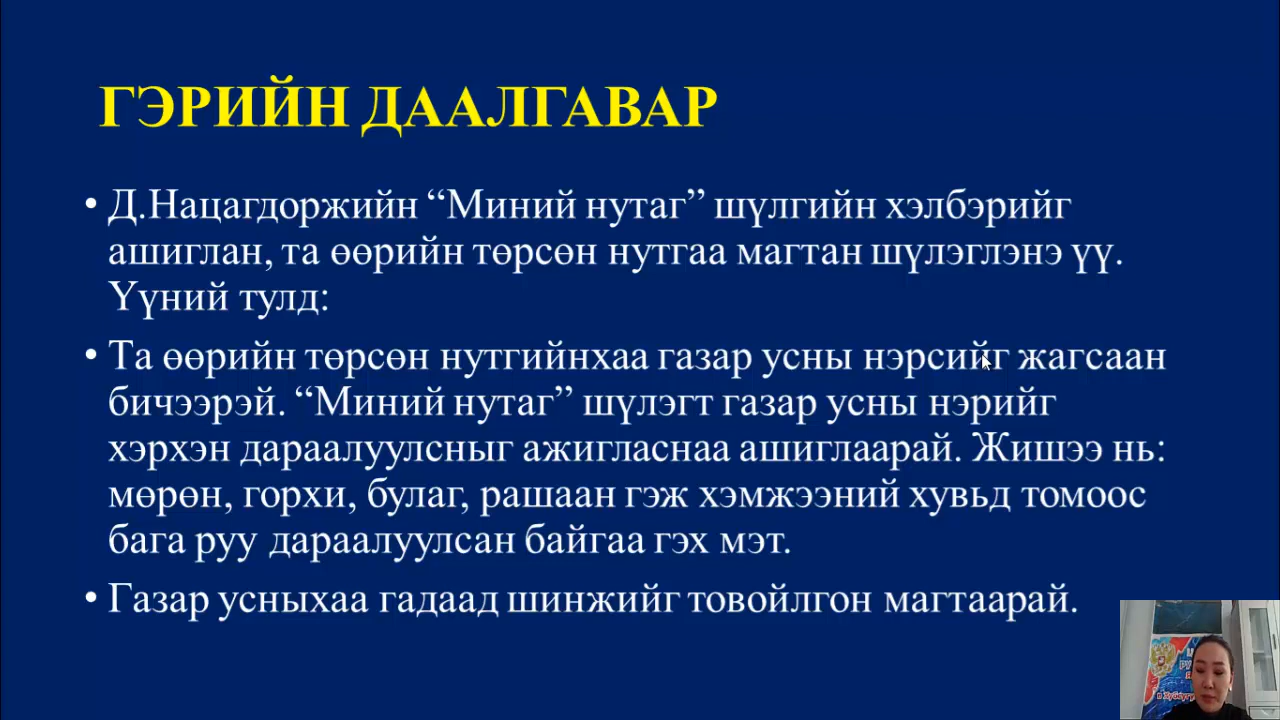 ГЭРИЙН ДААЛГАВАР
• Д.Нацагдоржийн “Миний нутаг” шүлгийн хэлбэрийг
ашиглан, та өөрийн төрсөн нутгаа магтан шүлэглэнэ үү.
Үүний тулд:
• Та өөрийн төрсөн нутгийнхаа газар усны нэрсийг жагсаан
бичээрэй. “Миний нутаг” шүлэгт газар усны нэрийг
хэрхэн дараалуулсныг ажигласнаа ашиглаарай. Жишээ нь:
мөрөн, горхи, булаг, рашаан гэж хэмжээний хувьд томоос
бага руу дараалуулсан байгаа гэх мэт.
• Газар усныхаа гадаад шинжийг товойлгон магтаарай.